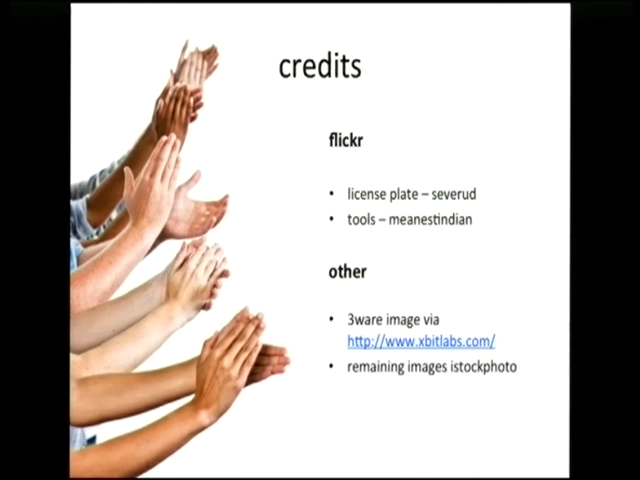 credits
flickr
• license plate – severud
• tools – meanestindian
other
• 3ware image via
http://www.xbitlabs.com/
• remaining images istockphoto